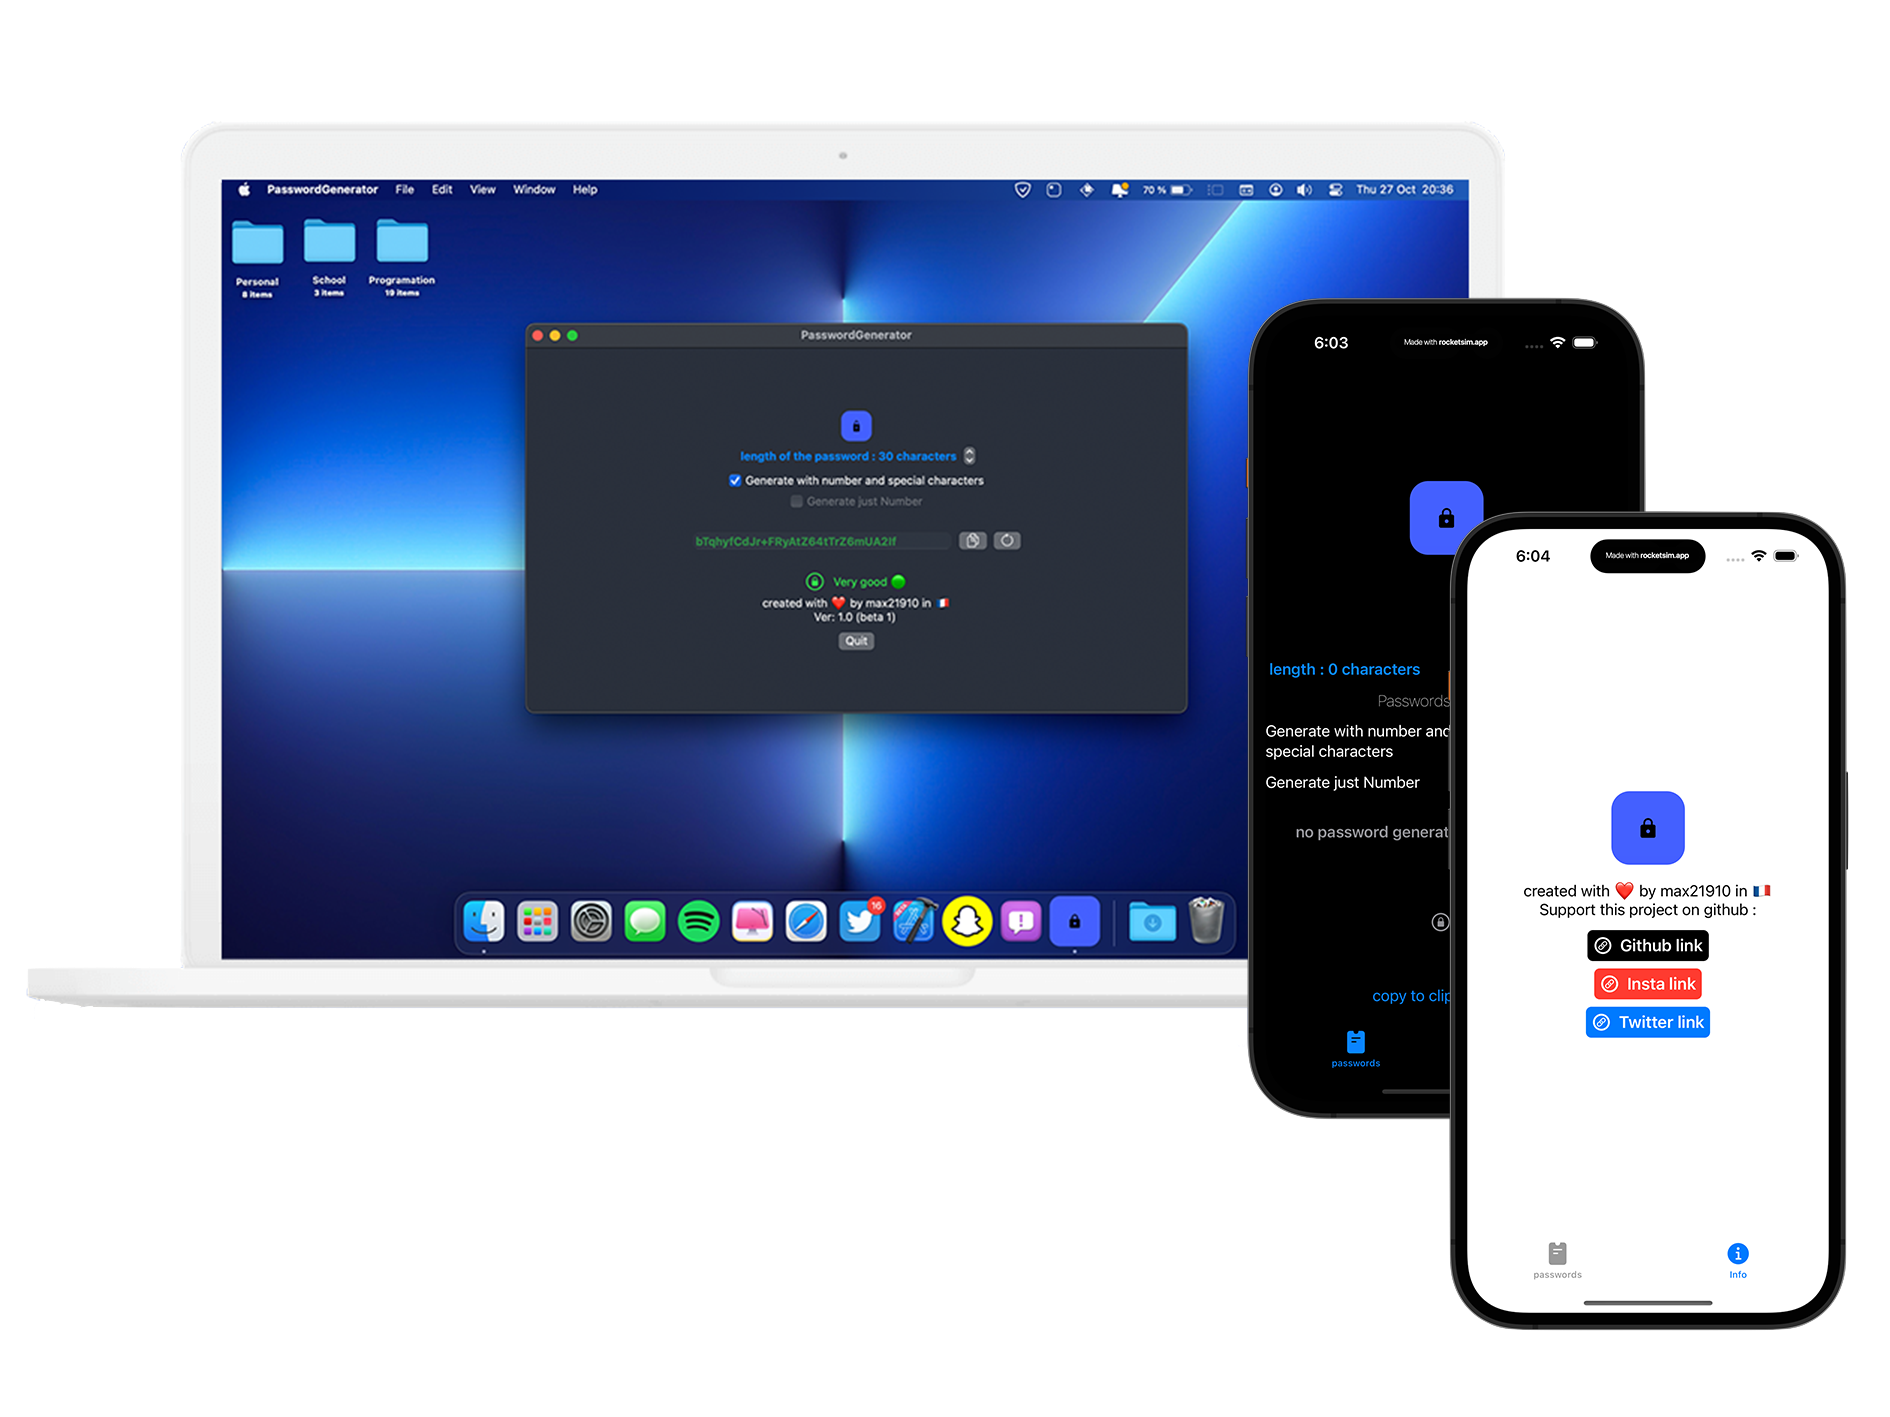 PasswordGenerator File Edit View Window Help
70 % Thu 27 Oct 20:36
Personal
8 items
School
3 items
Programation
19 items
PasswordGenerator
length of the password : 30 characters
Generate with number and special characters
Generate just Number
bTqhyfCdJr+FRyAtZ64tTrZ6mUA2If
Very good
created with ❤️ by max21910 in 🇫🇷
Ver: 1.0 (beta 1)
Quit
16
BETA
6:03
Made with rocketsim.app
length : 0 characters
Passwords
Generate with number and
special characters
Generate just Number
no password generat
copy to clip
passwords
6:04
Made with rocketsim.app
created with ❤️ by max21910 in 🇫🇷
Support this project on github :
Github link
Insta link
Twitter link
passwords
Info